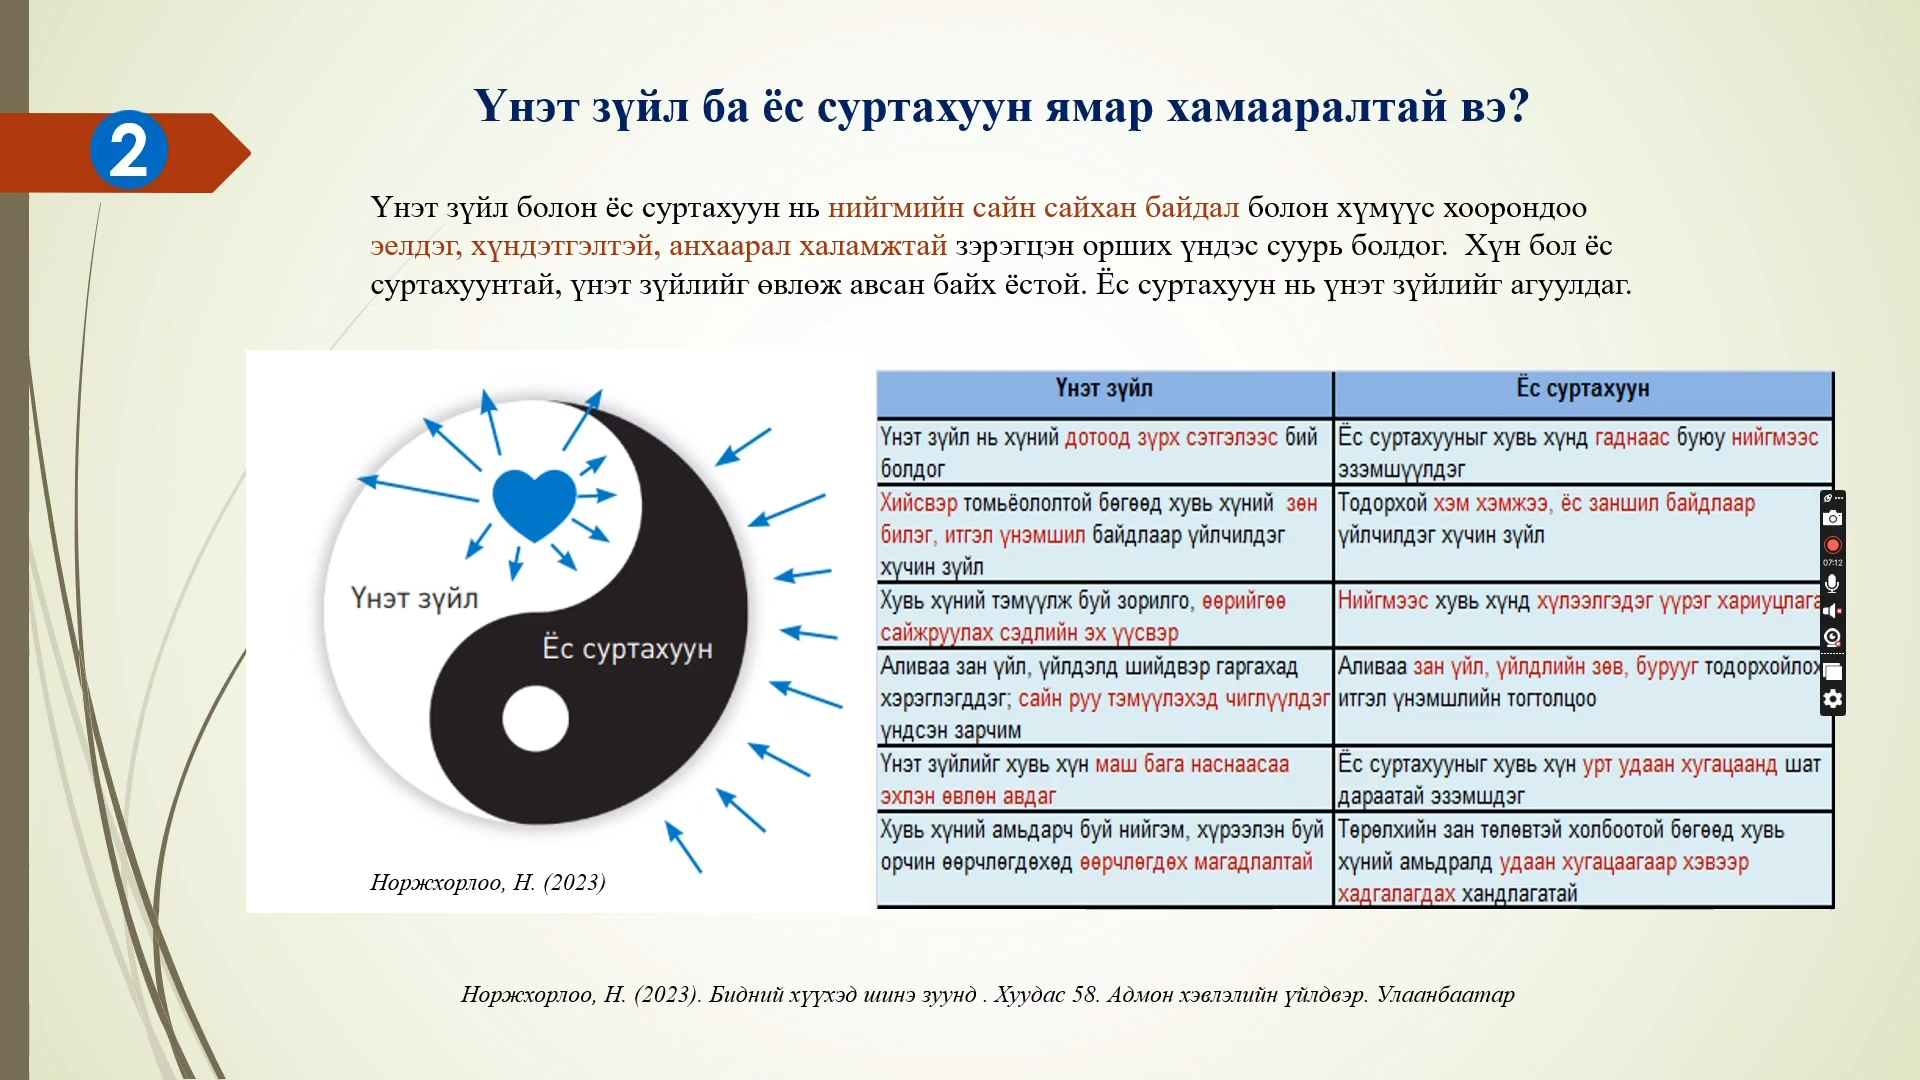 2
Үнэт зүйл ба ёс суртахуун ямар хамааралтай вэ?
Үнэт зүйл болон ёс суртахуун нь нийгмийн сайн сайхан байдал болон хүмүүс хоорондоо
эелдэг, хүндэтгэлтэй, анхаарал халамжтай зэрэгцэн орших үндэс суурь болдог. Хүн бол ёс
суртахуунтай, үнэт зүйлийг өвлөж авсан байх ёстой. Ёс суртахуун нь үнэт зүйлийг агуулдаг.
Үнэт зүйл
Ёс суртахуун
Норжхорлоо, Н. (2023)
Үнэт зүйл
Ёс суртахуун
Үнэт зүйл нь хүний дотоод зүрх сэтгэлээс бий
болдог
Ёс суртахууныг хувь хүнд гаднаас буюу нийгмээс
эзэмшүүлдэг
Хийсвэр томьёололтой бөгөөд хувь хүний зөн
билэг, итгэл үнэмшил байдлаар үйлчилдэг
хүчин зүйл
Тодорхой хэм хэмжээ, ёс заншил байдлаар
үйлчилдэг хүчин зүйл
Хувь хүний тэмүүлж буй зорилго, өөрийгөө
сайжруулах сэдлийн эх үүсвэр
Нийгмээс хувь хүнд хүлээлгэдэг үүрэг хариуцлага
Аливаа зан үйл, үйлдэлд шийдвэр гаргахад
хэрэглэгддэг; сайн руу тэмүүлэхэд чиглүүлдэг
үндсэн зарчим
Аливаа зан үйл, үйлдлийн зөв, бурууг тодорхойлох
итгэл үнэмшлийн тогтолцоо
Үнэт зүйлийг хувь хүн маш бага наснаасаа
эхлэн өвлөн авдаг
Ёс суртахууныг хувь хүн урт удаан хугацаанд шат
дараатай эзэмшдэг
Хувь хүний амьдарч буй нийгэм, хүрээлэн буй
орчин өөрчлөгдөхөд өөрчлөгдөх магадлалтай
Төрөлхийн зан төлөвтэй холбоотой бөгөөд хувь
хүний амьдралд удаан хугацаагаар хэвээр
хадгалагдах хандлагатай
07:12
Норжхорлоо, Н. (2023). Бидний хүүхэд шинэ зуунд . Хуудас 58. Адмон хэвлэлийн үйлдвэр. Улаанбаатар